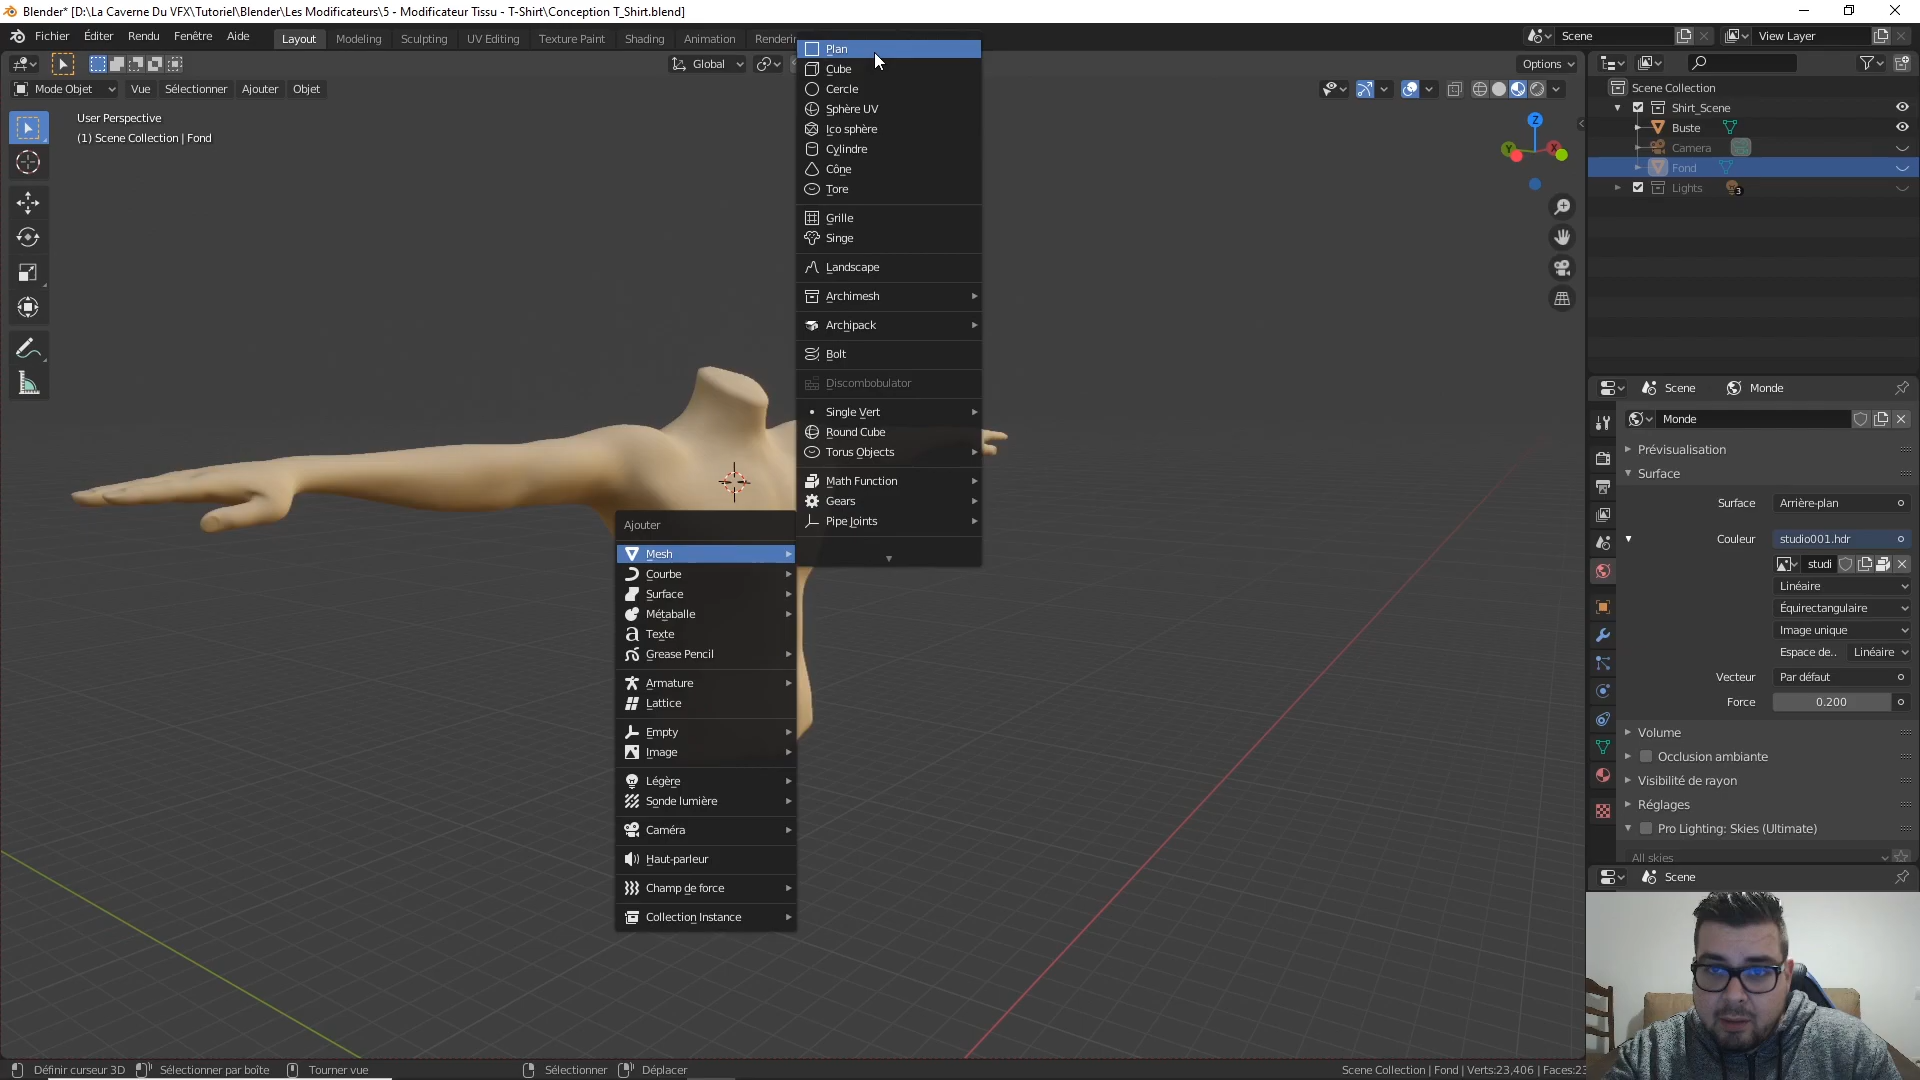 Blender* [D:\La Caverne Du VFX\Tutoriel\Blender\Les Modificateurs\5 - Modificateur Tissu - T-Shirt\Conception T_Shirt.blend]
Fichier Éditer Rendu Fenêtre Aide Layout Modeling Sculpting UV Editing Texture Paint Shading Animation Renderin
Scene View Layer
Global Options
Mode Objet Vue Sélectionner Ajouter Objet
User Perspective
(1) Scene Collection | Fond
Plan
Cube
Cercle
Sphère UV
Ico sphère
Cylindre
Cône
Tore
Grille
Singe
Landscape
Archimesh
Archipack
Bolt
Discombobulator
Single Vert
Round Cube
Torus Objects
Math Function
Gears
Pipe Joints
Ajouter
Mesh
Courbe
Surface
Métaballe
Texte
Grease Pencil
Armature
Lattice
Empty
Image
Légère
Sonde lumière
Caméra
Haut-parleur
Champ de force
Collection Instance
Z
Y
X
Scene Collection
Shirt_Scene
Buste
Camera
Fond
Lights
3
Scene Monde
Monde
Prévisualisation
Surface
Surface Arrière-plan
Couleur studio001.hdr
studi
Linéaire
Équirectangulaire
Image unique
Espace de.. Linéaire
Vecteur Par défaut
Force 0.200
Volume
Occlusion ambiante
Visibilité de rayon
Réglages
Pro Lighting: Skies (Ultimate)
All skies
Scene
Définir curseur 3D Sélectionner par boîte Tourner vue Sélectionner Déplacer Scene Collection | Fond | Verts:23,406 | Faces:23